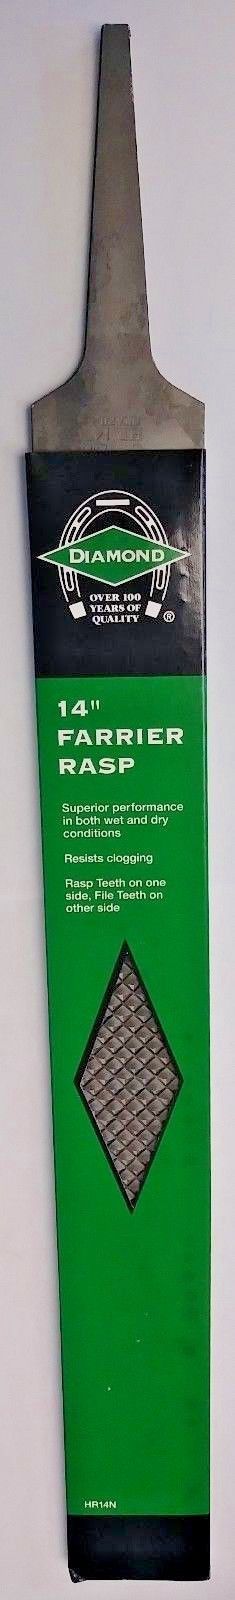 DIAMOND
OVER 100
YEARS OF
QUALITY ®
14"
FARRIER
RASP
Superior performance
in both wet and dry
conditions
Resists clogging
Rasp Teeth on one
side, File Teeth on
other side
HR14N